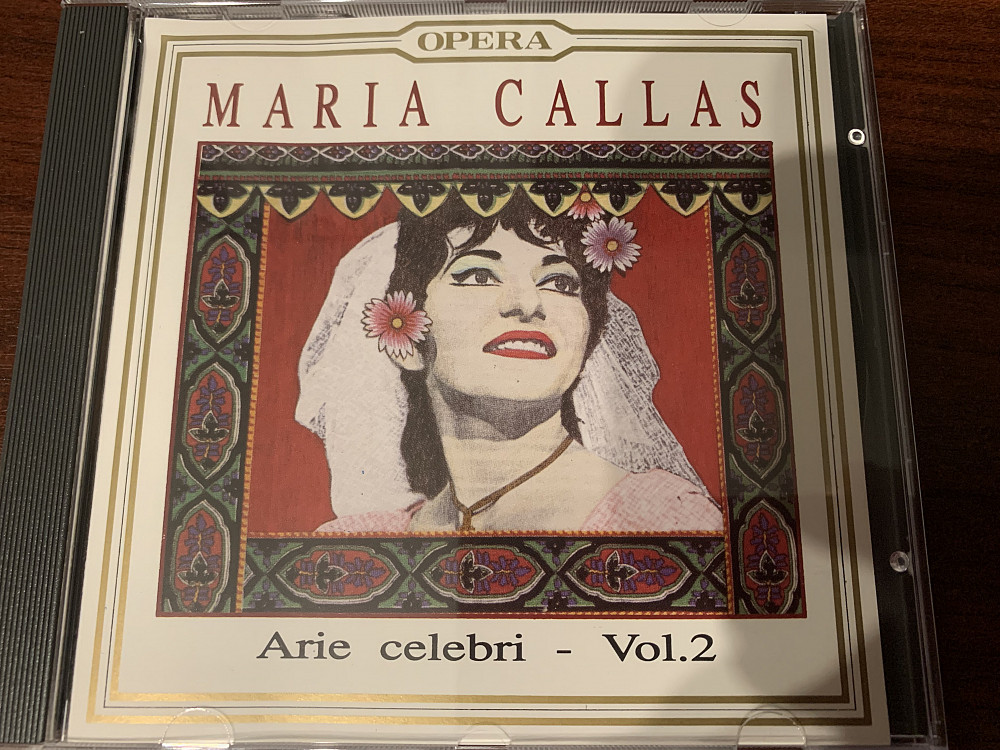 OPERA
MARIA CALLAS
Arie celebri - Vol.2